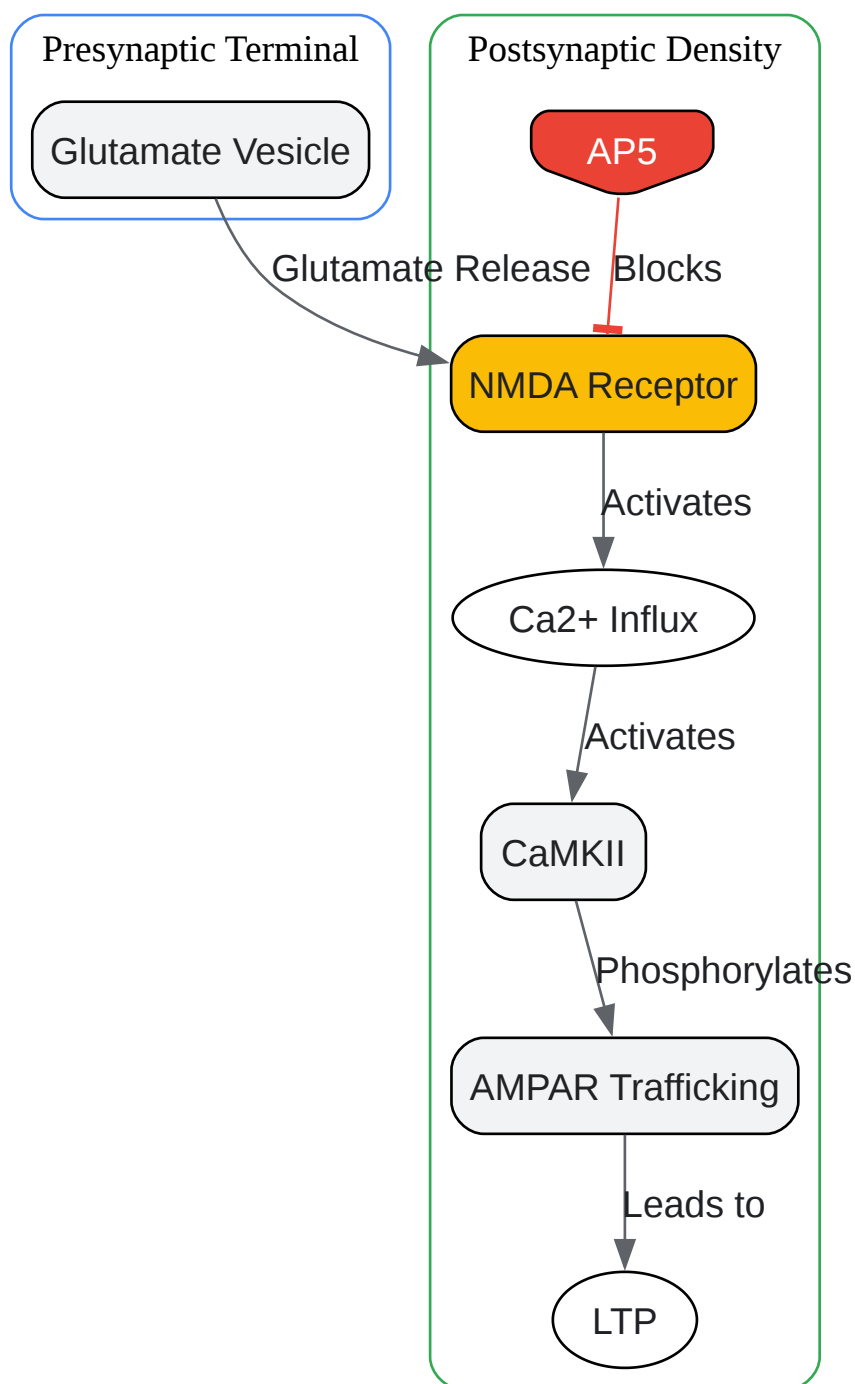 Presynaptic Terminal
Postsynaptic Density
Glutamate Vesicle
AP5
Glutamate Release
Blocks
NMDA Receptor
Activates
Ca2+ Influx
Activates
CaMKII
Phosphorylates
AMPAR Trafficking
Leads to
LTP